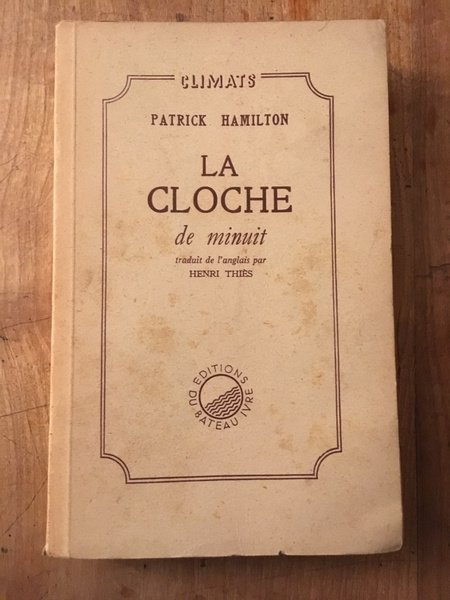 CLIMATS
PATRICK HAMILTON
LA
CLOCHE
de minuit
traduit de l'anglais par
HENRI THIÈS
EDITIONS DU BATEAU IVRE